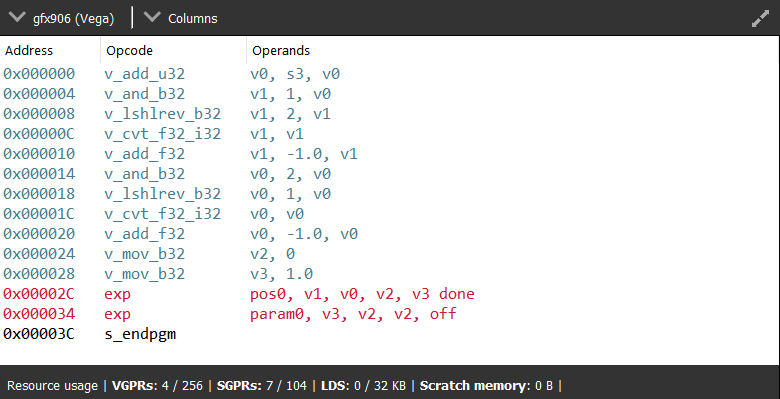 gfx906 (Vega) Columns
Address Opcode Operands
0x000000 v_add_u32 v0, s3, v0
0x000004 v_and_b32 v1, 1, v0
0x000008 v_lshlrev_b32 v1, 2, v1
0x00000C v_cvt_f32_i32 v1, v1
0x000010 v_add_f32 v1, -1.0, v1
0x000014 v_and_b32 v0, 2, v0
0x000018 v_lshlrev_b32 v0, 1, v0
0x00001C v_cvt_f32_i32 v0, v0
0x000020 v_add_f32 v0, -1.0, v0
0x000024 v_mov_b32 v2, 0
0x000028 v_mov_b32 v3, 1.0
0x00002C exp pos0, v1, v0, v2, v3 done
0x000034 exp param0, v3, v2, v2, off
0x00003C s_endpgm
Resource usage | VGPRs: 4 / 256 | SGPRs: 7 / 104 | LDS: 0 / 32 KB | Scratch memory: 0 B |